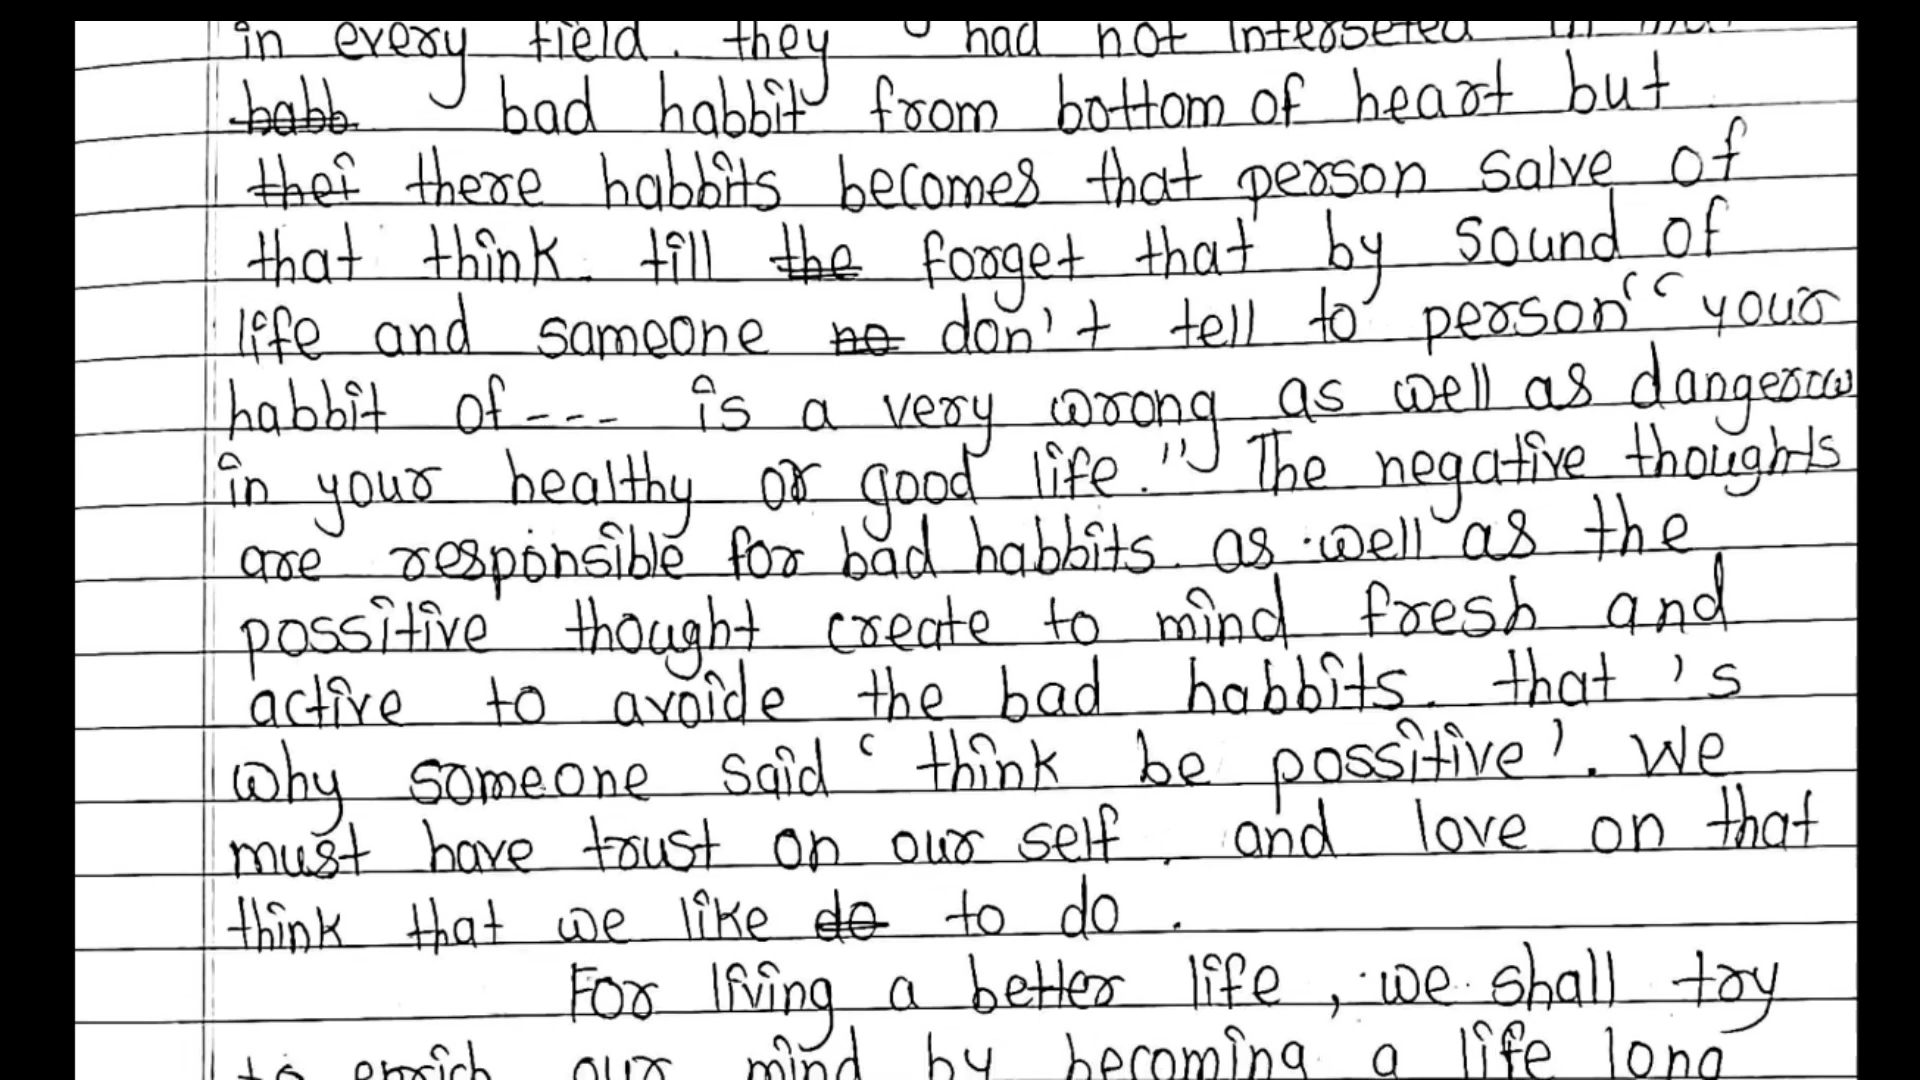 in every field. they had not interseted in
babb bad habbit from bottom of heart but
thei there habbits becomes that person salve of
that think. till the forget that by sound of
life and sameone no don't tell to person “ your
habbit of --- is a very wrong as well as dangerous
in your healthy or good life.” The negative thoughts
are responsible for bad habbits. as well as the
possitive thought create to mind fresh and
active to avoide the bad habbits. that 's
why someone said ‘ think be possitive’. We
must have trust on our self. and love on that
think that we like do to do.
For living a better life, we shall try
to enrich our mind by becoming a life long